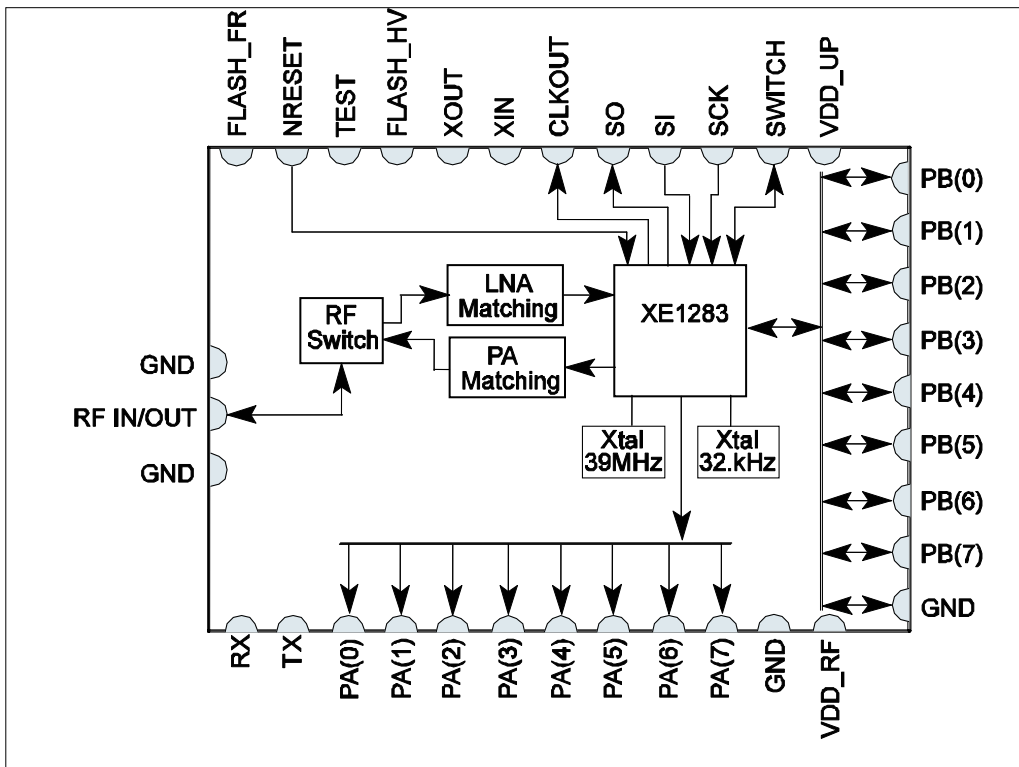 FLASH_FR
NRESET
TEST
FLASH_HV
XOUT
XIN
CLKOUT
SO
SI
SCK
SWITCH
VDD_UP
PB(0)
PB(1)
PB(2)
PB(3)
PB(4)
PB(5)
PB(6)
PB(7)
GND
LNA
Matching
XE1283
RF
Switch
PA
Matching
GND
RF IN/OUT
GND
Xtal
39MHz
Xtal
32.kHz
RX
TX
PA(0)
PA(1)
PA(2)
PA(3)
PA(4)
PA(5)
PA(6)
PA(7)
GND
VDD_RF